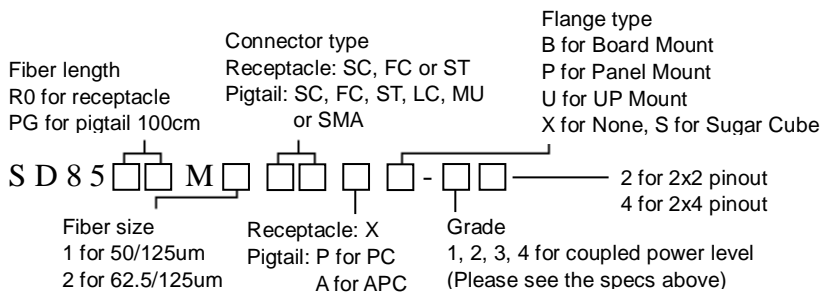 Flange type
B for Board Mount
P for Panel Mount
U for UP Mount
X for None, S for Sugar Cube
Connector type
Receptacle: SC, FC or ST
Pigtail: SC, FC, ST, LC, MU
or SMA
Fiber length
R0 for receptacle
PG for pigtail 100cm
SD85□□ M□ □□ □ □-□□
2 for 2x2 pinout
4 for 2x4 pinout
Fiber size
1 for 50/125um
2 for 62.5/125um
Receptacle: X
Pigtail: P for PC
A for APC
Grade
1, 2, 3, 4 for coupled power level
(Please see the specs above)